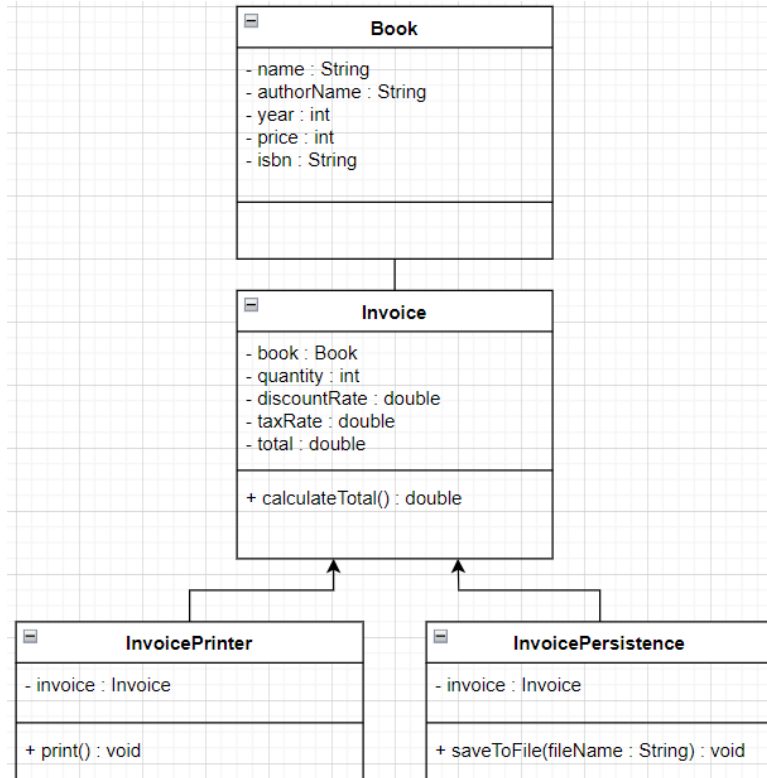 Book
- name : String
- authorName : String
- year : int
- price : int
- isbn : String
Invoice
- book : Book
- quantity : int
- discountRate : double
- taxRate : double
- total : double
+ calculateTotal() : double
InvoicePrinter
- invoice : Invoice
+ print() : void
InvoicePersistence
- invoice : Invoice
+ saveToFile(fileName : String) : void